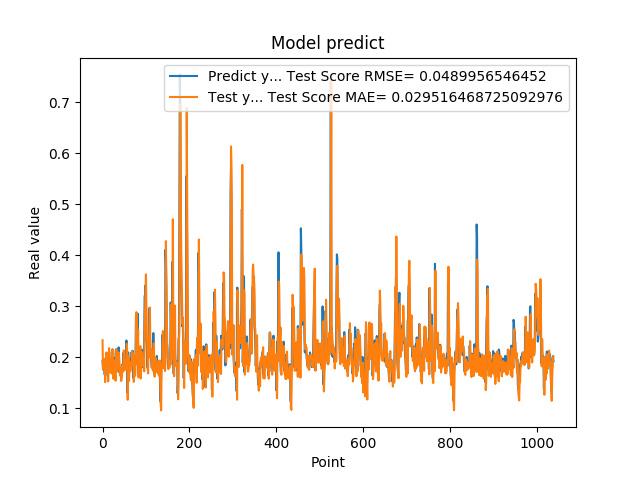 Model predict
Predict y... Test Score RMSE= 0.0489956546452
Test y... Test Score MAE= 0.029516468725092976
Real value
0.7
0.6
0.5
0.4
0.3
0.2
0.1
0 200 400 600 800 1000
Point